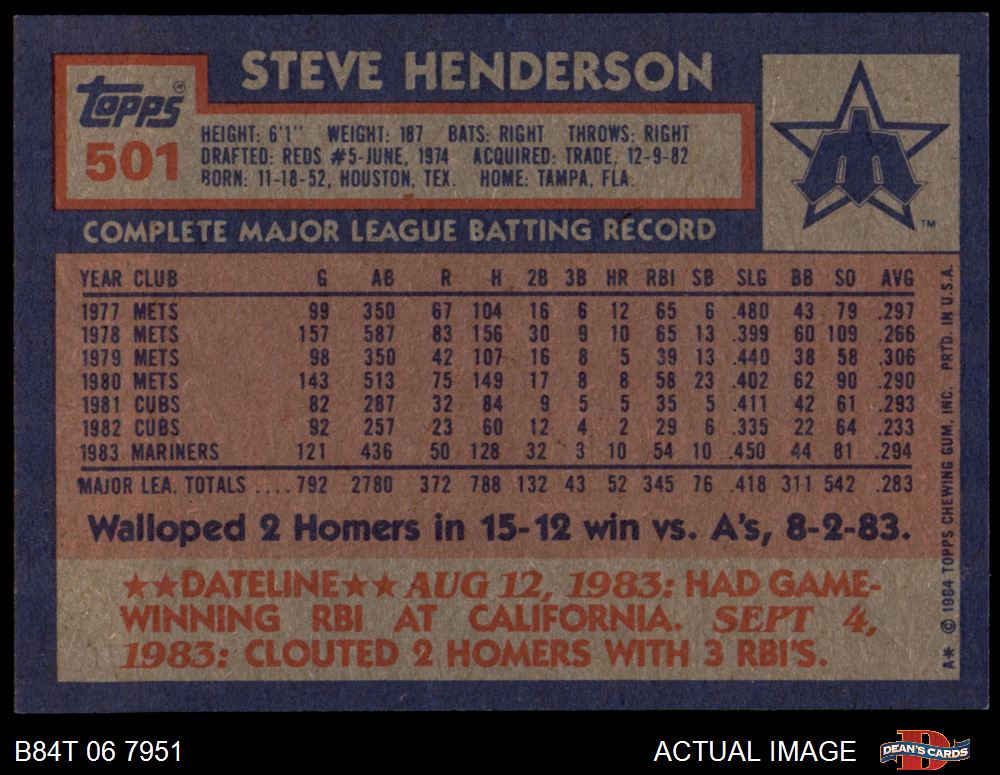 STEVE HENDERSON
Topps®
501
HEIGHT: 6'1" WEIGHT: 187 BATS: RIGHT THROWS: RIGHT
DRAFTED: REDS #5-JUNE, 1974 ACQUIRED: TRADE, 12-9-82
BORN: 11-18-52, HOUSTON, TEX. HOME: TAMPA, FLA.
TM
COMPLETE MAJOR LEAGUE BATTING RECORD
YEAR CLUB G AB R H 2B 3B HR RBI SB SLG BB SO AVG
1977 METS 99 350 67 104 16 6 12 65 6 .480 43 79 .297
1978 METS 157 587 83 156 30 9 10 65 13 .399 60 109 .266
1979 METS 98 350 42 107 16 8 5 39 13 .440 38 58 .306
1980 METS 143 513 75 149 17 8 8 58 23 .402 62 90 .290
1981 CUBS 82 287 32 84 9 5 5 35 5 .411 42 61 .293
1982 CUBS 92 257 23 60 12 4 2 29 6 .335 22 64 .233
1983 MARINERS 121 436 50 128 32 3 10 54 10 .450 44 81 .294
MAJOR LEA. TOTALS ....792 2780 372 788 132 43 52 345 76 .418 311 542 .283
Walloped 2 Homers in 15-12 win vs. A's, 8-2-83.
★★DATELINE★★ AUG 12, 1983: HAD GAME-
WINNING RBI AT CALIFORNIA. SEPT 4,
1983: CLOUTED 2 HOMERS WITH 3 RBI'S.
A* © 1984 TOPPS CHEWING GUM, INC. PRTD. IN U.S.A.
B84T 06 7951
ACTUAL IMAGE
D
DEAN'S CARDS